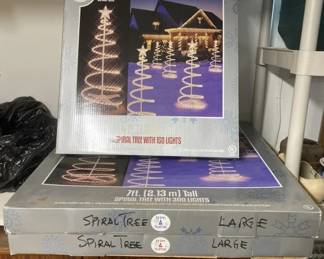 SPIRAL TREE WITH 150 LIGHTS
7ft. (2.13 m) Tall
SPIRAL TREE WITH 300 LIGHTS
SPIRAL TREE LARGE
SPIRAL TREE LARGE